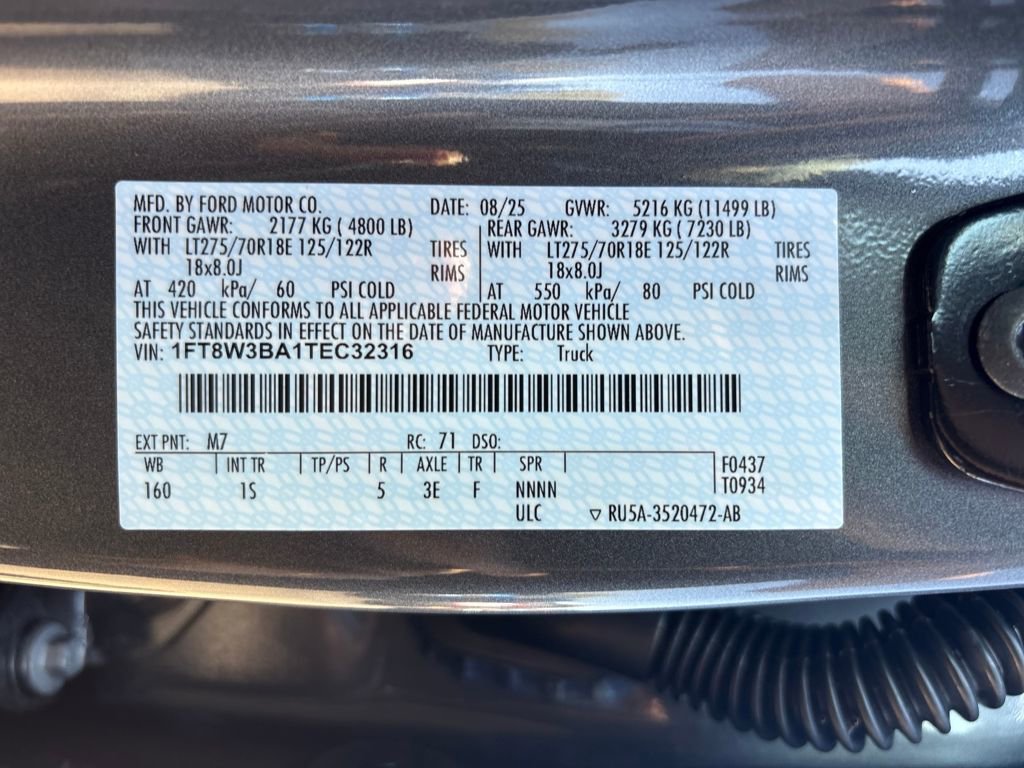 MFD. BY FORD MOTOR CO. DATE: 08/25 GVWR: 5216 KG (11499 LB)
FRONT GAWR: 2177 KG ( 4800 LB) REAR GAWR: 3279 KG ( 7230 LB)
WITH LT275/70R18E 125/122R TIRES WITH LT275/70R18E 125/122R TIRES
18x8.0J RIMS 18x8.0J RIMS
AT 420 kPa/ 60 PSI COLD AT 550 kPa/ 80 PSI COLD
THIS VEHICLE CONFORMS TO ALL APPLICABLE FEDERAL MOTOR VEHICLE
SAFETY STANDARDS IN EFFECT ON THE DATE OF MANUFACTURE SHOWN ABOVE.
VIN: 1FT8W3BA1TEC32316 TYPE: Truck
EXT PNT: M7 RC: 71 DSO:
WB INT TR TP/PS R AXLE TR SPR F0437
160 1S 5 3E F NNNN T0934
ULC ▽ RU5A-3520472-AB